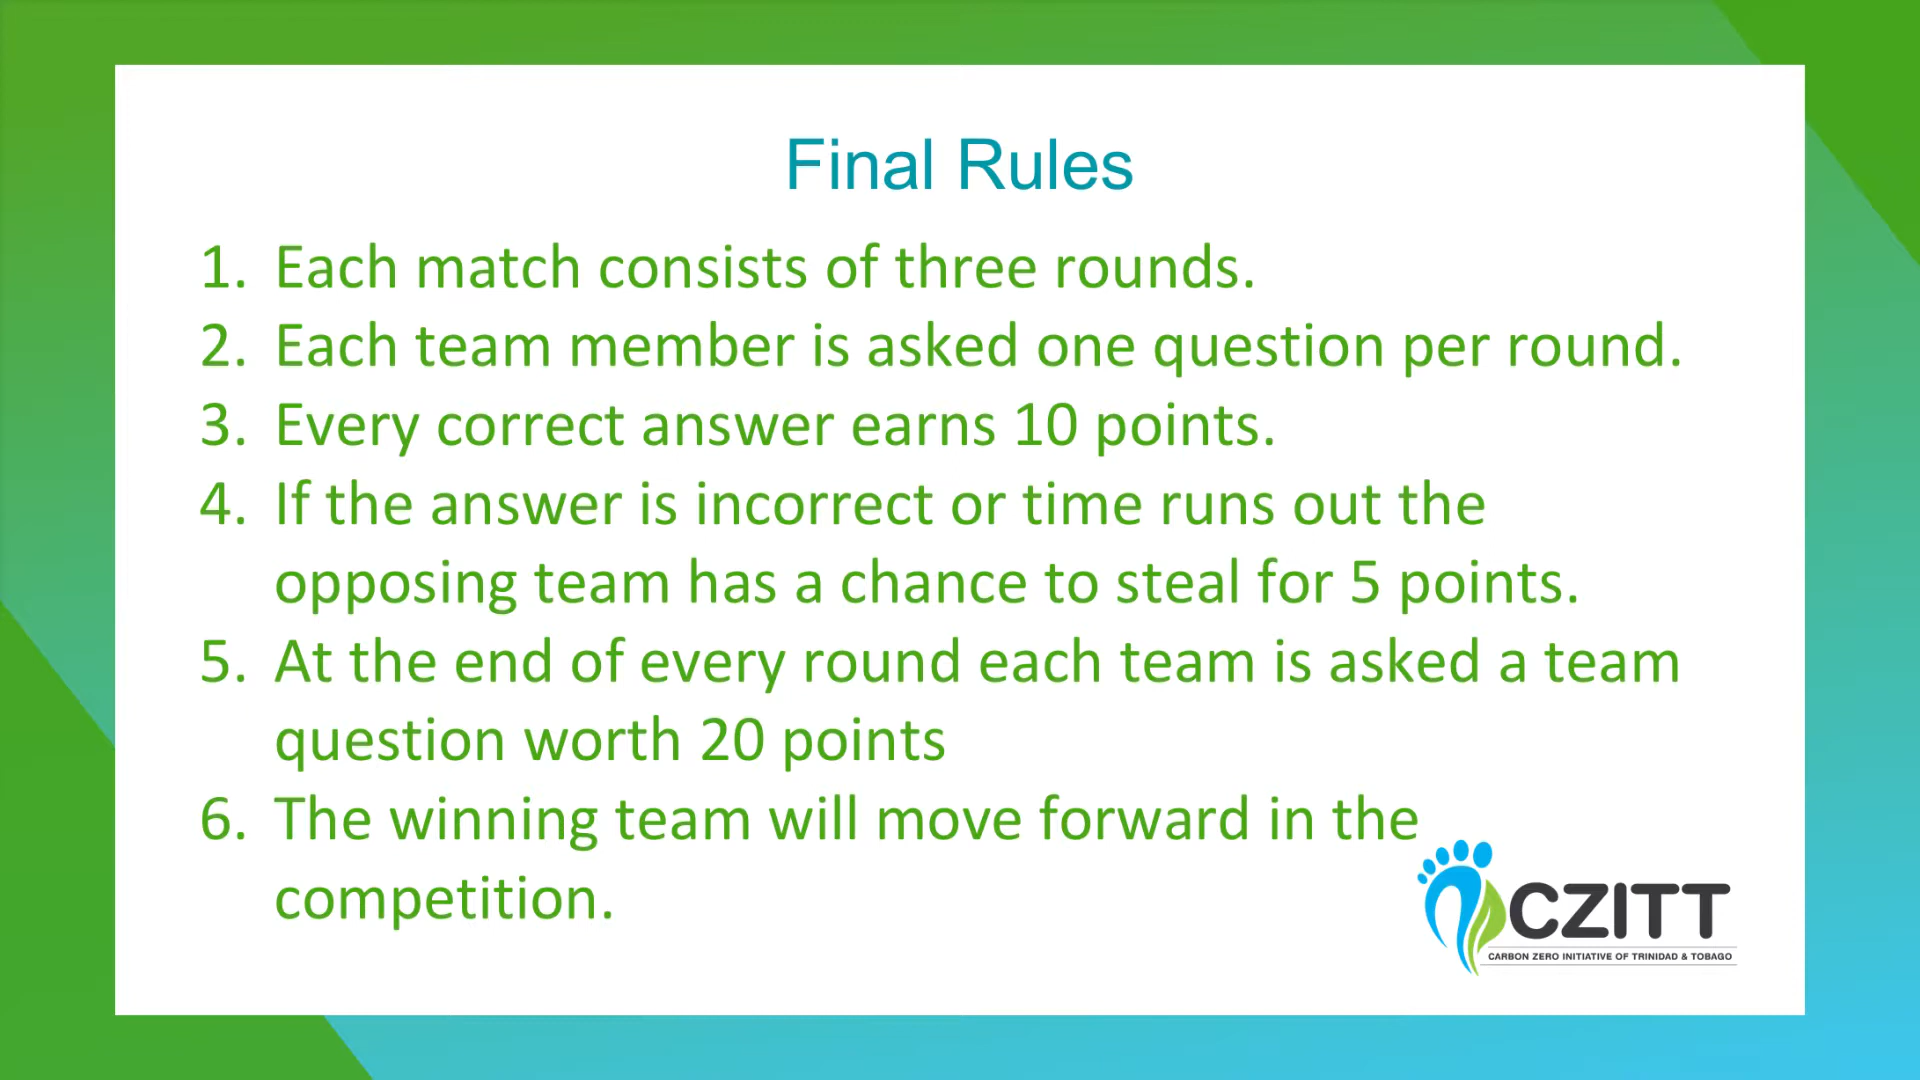 Final Rules
1. Each match consists of three rounds.
2. Each team member is asked one question per round.
3. Every correct answer earns 10 points.
4. If the answer is incorrect or time runs out the
opposing team has a chance to steal for 5 points.
5. At the end of every round each team is asked a team
question worth 20 points
6. The winning team will move forward in the
competition.
CZITT
CARBON ZERO INITIATIVE OF TRINIDAD & TOBAGO